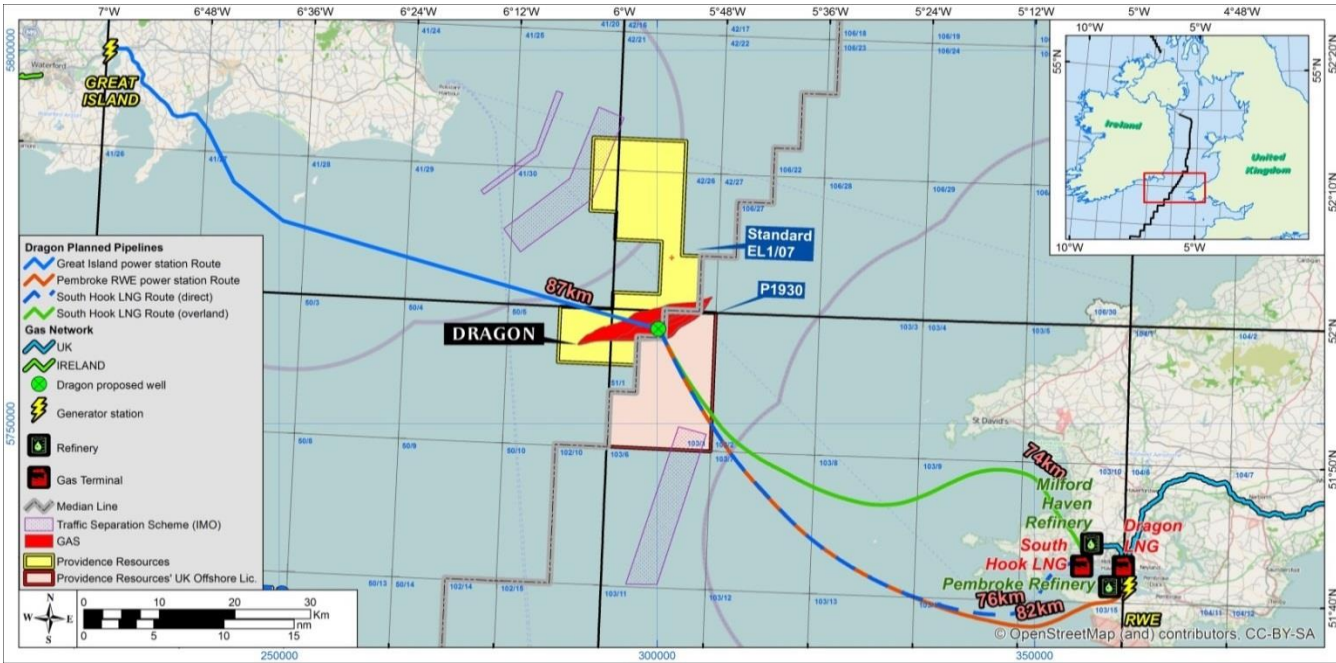 7°W
6°48'W
6°36'W
6°24'W
6°12'W
6°W
5°48'W
5°36'W
5°24'W
5°12'W
5°W
4°48'W
5800000
52°20'N
52°10'N
52°N
51°50'N
51°40'N
5750000
250000
300000
350000
GREAT
ISLAND
Waterford
41/24
41/25
41/20
42/16
41/20
42/21
42/17
42/22
106/18
106/23
106/19
106/24
41/26
41/27
41/28
41/29
41/30
42/26
42/27
106/27
106/22
106/28
106/29
50/3
50/4
50/5
103/3
103/4
103/5
106/30
104/1
104/2
Standard
EL1/07
P1930
87km
DRAGON
51/1
50/8
50/9
50/10
102/10
103/6
103/1
103/2
103/7
103/8
103/9
103/10
104/6
104/7
50/13
50/14
102/14
102/15
103/11
103/12
103/13
103/15
104/11
104/12
St David's
74km
Milford
Haven
Refinery
Dragon
LNG
South
Hook LNG
Pembroke Refinery
76km
82km
RWE
Dragon Planned Pipelines
Great Island power station Route
Pembroke RWE power station Route
South Hook LNG Route (direct)
South Hook LNG Route (overland)
Gas Network
UK
IRELAND
Dragon proposed well
Generator station
Refinery
Gas Terminal
Median Line
Traffic Separation Scheme (IMO)
GAS
Providence Resources
Providence Resources' UK Offshore Lic.
N
W E
S
0 10 20 30
Km
nm
0 5 10 15
10°W
5°W
55°N
55°N
Ireland
United
Kingdom
10°W
5°W
© OpenStreetMap (and) contributors, CC-BY-SA